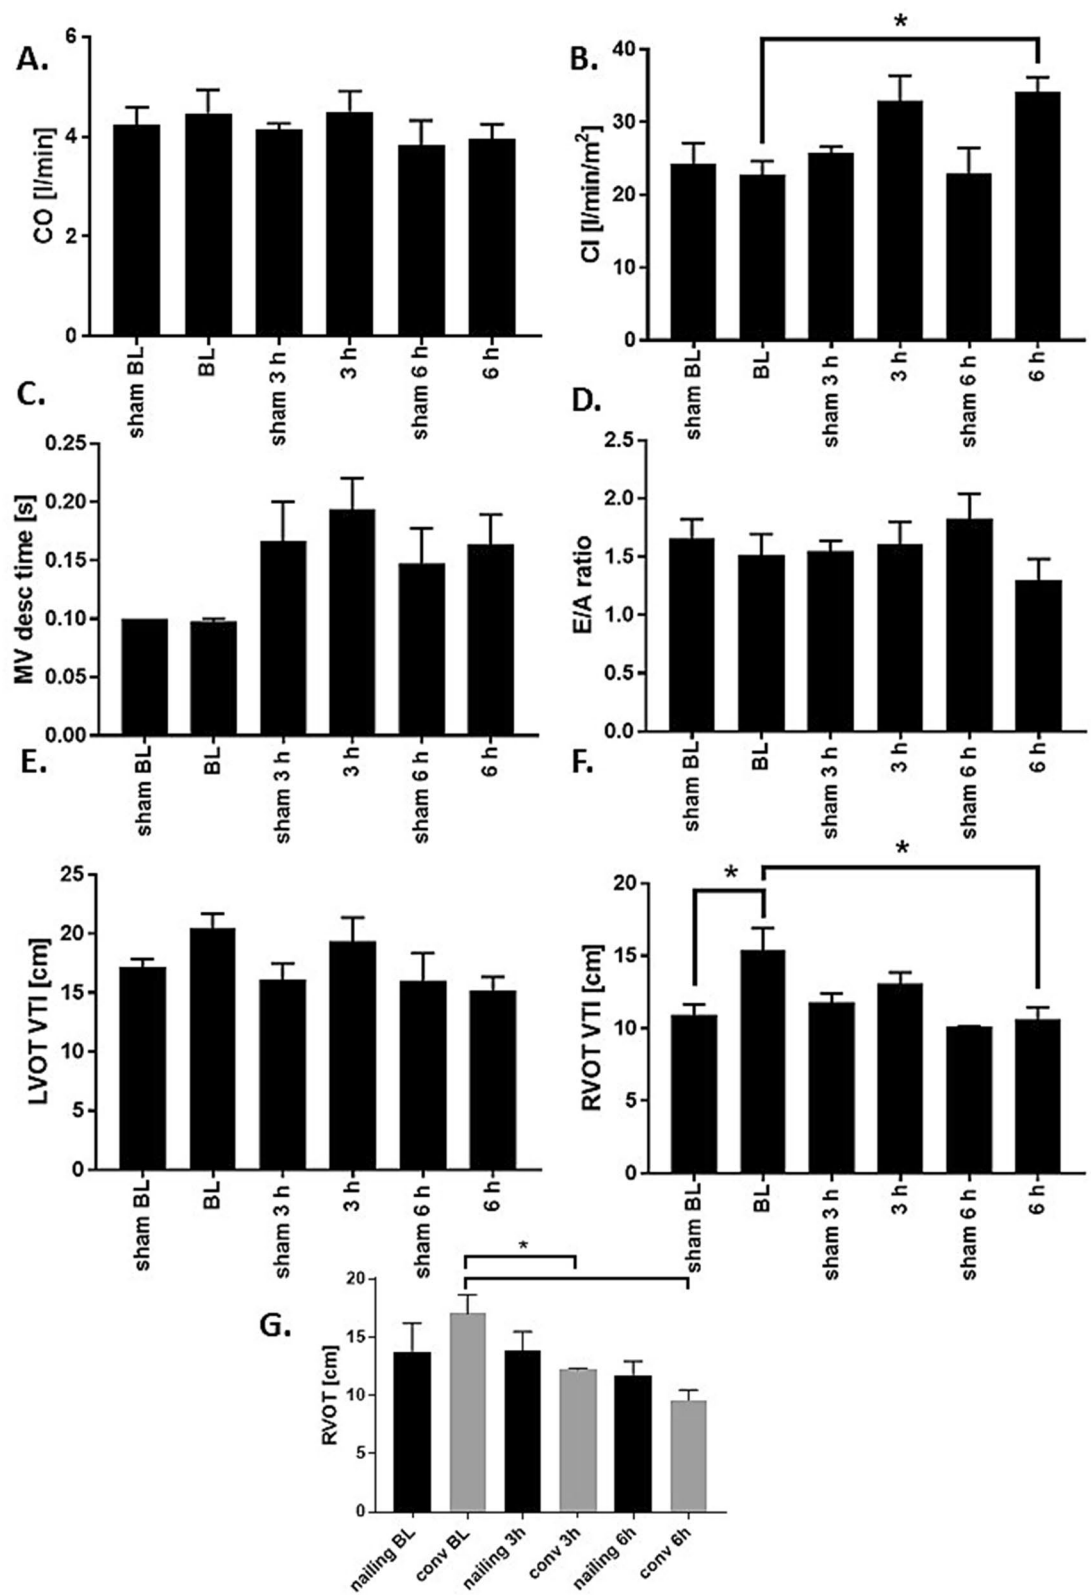 A.
CO [l/min]
6
4
2
0
sham BL
BL
sham 3 h
3 h
sham 6 h
6 h
B.
CI [l/min/m²]
40
30
20
10
0
*
sham BL
BL
sham 3 h
3 h
sham 6 h
6 h
C.
MV desc time [s]
0.25
0.20
0.15
0.10
0.05
0.00
sham BL
BL
sham 3 h
3 h
sham 6 h
6 h
D.
E/A ratio
2.5
2.0
1.5
1.0
0.5
0.0
sham BL
BL
sham 3 h
3 h
sham 6 h
6 h
E.
LVOT VTI [cm]
25
20
15
10
5
0
sham BL
BL
sham 3 h
3 h
sham 6 h
6 h
F.
RVOT VTI [cm]
20
15
10
5
0
*
*
sham BL
BL
sham 3 h
3 h
sham 6 h
6 h
G.
RVOT [cm]
20
15
10
5
0
*
nailing BL
conv BL
nailing 3h
conv 3h
nailing 6h
conv 6h